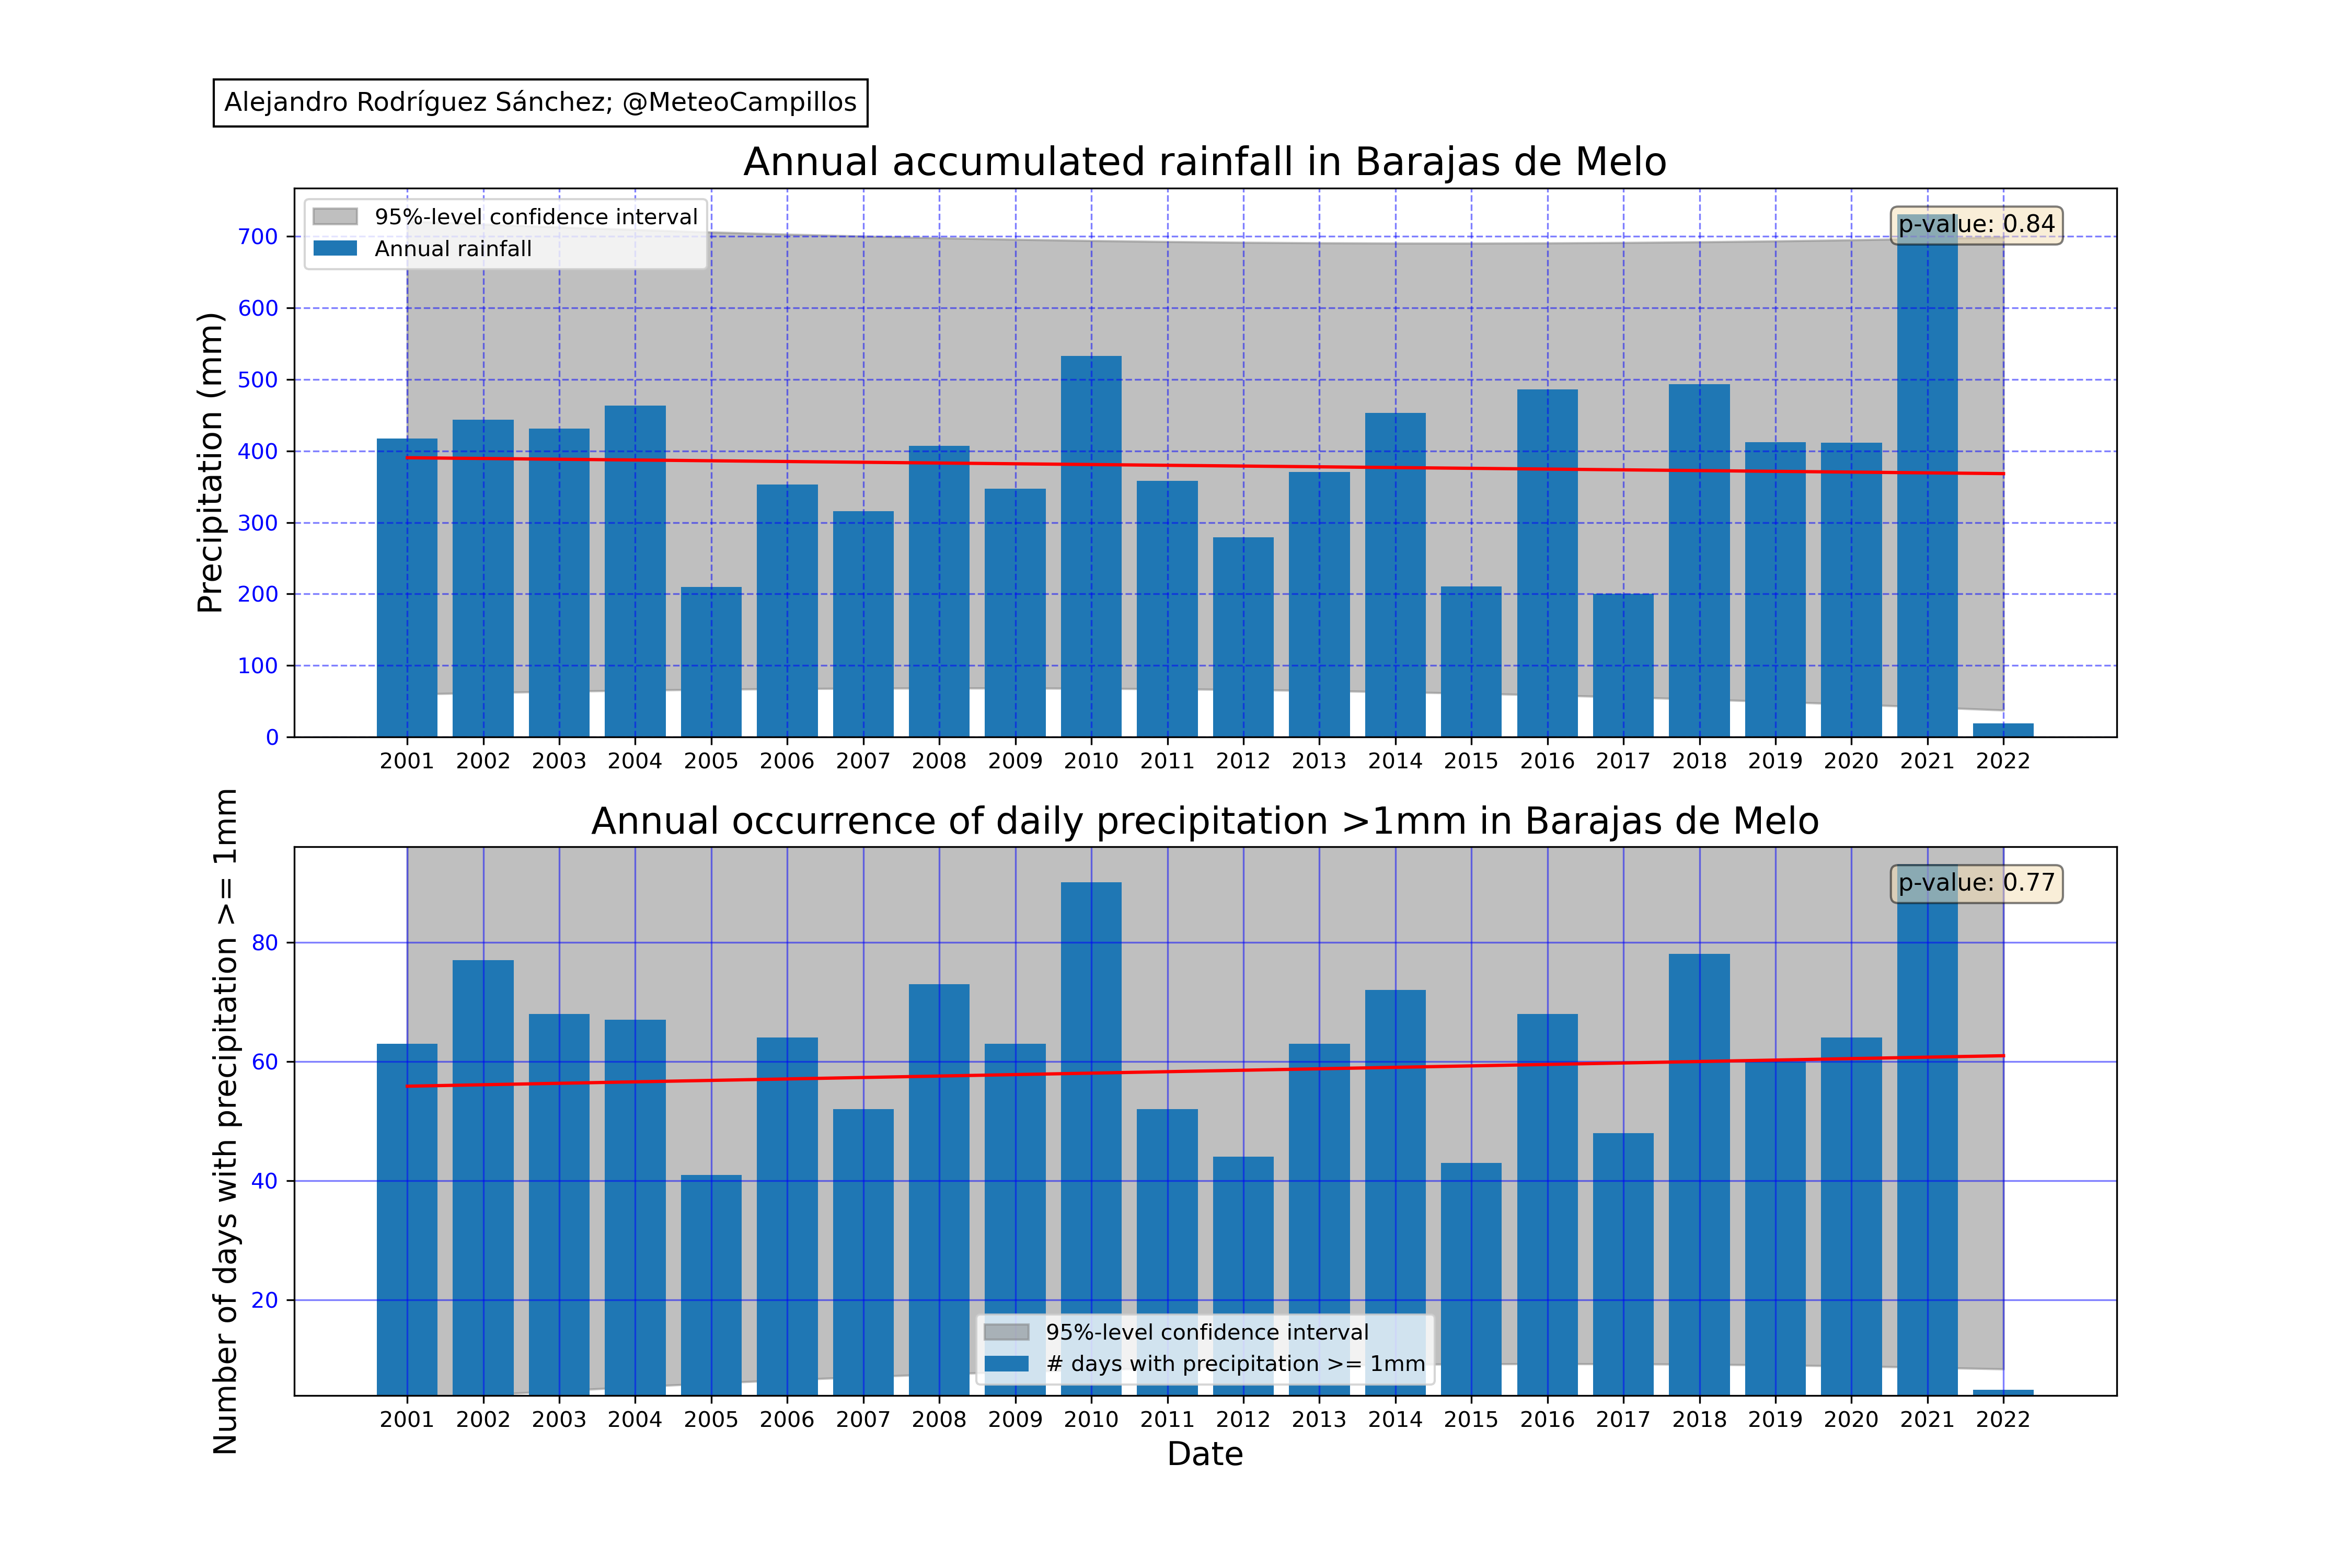 Alejandro Rodríguez Sánchez; @MeteoCampillos
Annual accumulated rainfall in Barajas de Melo
95%-level confidence interval
Annual rainfall
p-value: 0.84
Precipitation (mm)
700
600
500
400
300
200
100
0
2001 2002 2003 2004 2005 2006 2007 2008 2009 2010 2011 2012 2013 2014 2015 2016 2017 2018 2019 2020 2021 2022
Annual occurrence of daily precipitation >1mm in Barajas de Melo
p-value: 0.77
Number of days with precipitation >= 1mm
80
60
40
20
95%-level confidence interval
# days with precipitation >= 1mm
2001 2002 2003 2004 2005 2006 2007 2008 2009 2010 2011 2012 2013 2014 2015 2016 2017 2018 2019 2020 2021 2022
Date